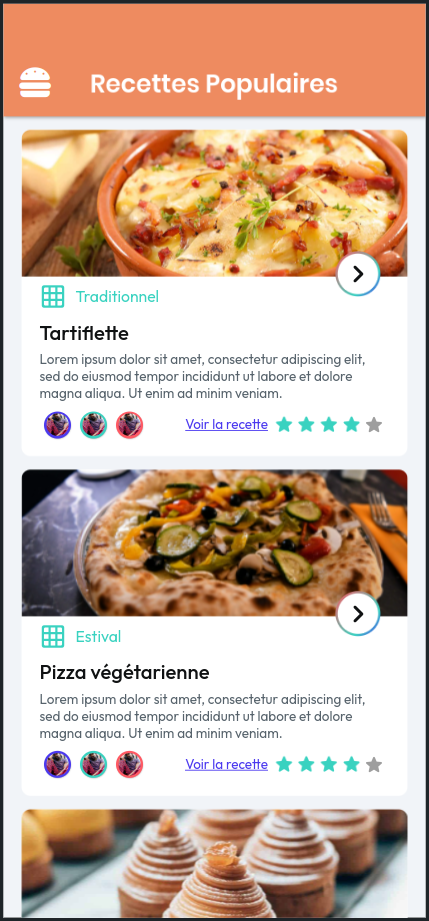 Recettes Populaires
Traditionnel
Tartiflette
Lorem ipsum dolor sit amet, consectetur adipiscing elit,
sed do eiusmod tempor incididunt ut labore et dolore
magna aliqua. Ut enim ad minim veniam.
Voir la recette
Estival
Pizza végétarienne
Lorem ipsum dolor sit amet, consectetur adipiscing elit,
sed do eiusmod tempor incididunt ut labore et dolore
magna aliqua. Ut enim ad minim veniam.
Voir la recette